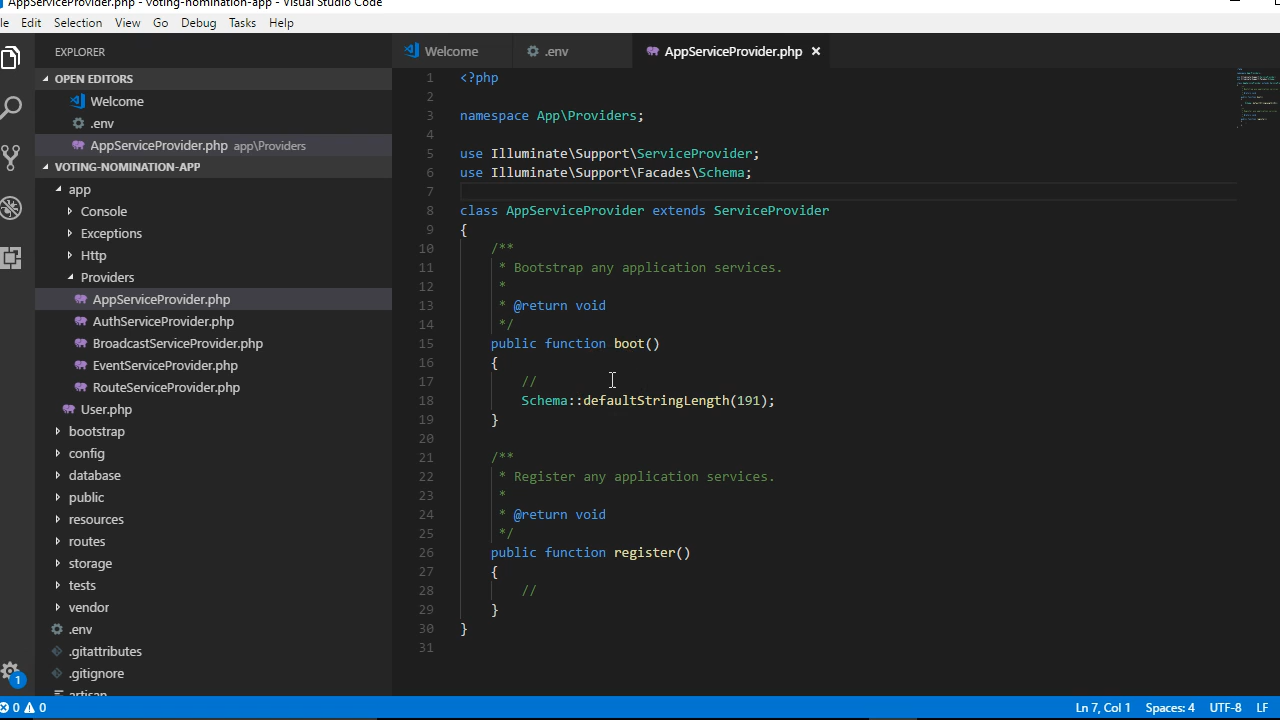 AppServiceProvider.php - voting-nomination-app - Visual Studio Code
le Edit Selection View Go Debug Tasks Help
EXPLORER
OPEN EDITORS
Welcome
.env
AppServiceProvider.php app\Providers
VOTING-NOMINATION-APP
app
Console
Exceptions
Http
Providers
AppServiceProvider.php
AuthServiceProvider.php
BroadcastServiceProvider.php
EventServiceProvider.php
RouteServiceProvider.php
User.php
bootstrap
config
database
public
resources
routes
storage
tests
vendor
.env
.gitattributes
.gitignore
artisan
1
Welcome .env AppServiceProvider.php
1 <?php
2
3 namespace App\Providers;
4
5 use Illuminate\Support\ServiceProvider;
6 use Illuminate\Support\Facades\Schema;
7
8 class AppServiceProvider extends ServiceProvider
9 {
10 /**
11 * Bootstrap any application services.
12 *
13 * @return void
14 */
15 public function boot()
16 {
17 //
18 Schema::defaultStringLength(191);
19 }
20
21 /**
22 * Register any application services.
23 *
24 * @return void
25 */
26 public function register()
27 {
28 //
29 }
30 }
31
0 0 Ln 7, Col 1 Spaces: 4 UTF-8 LF